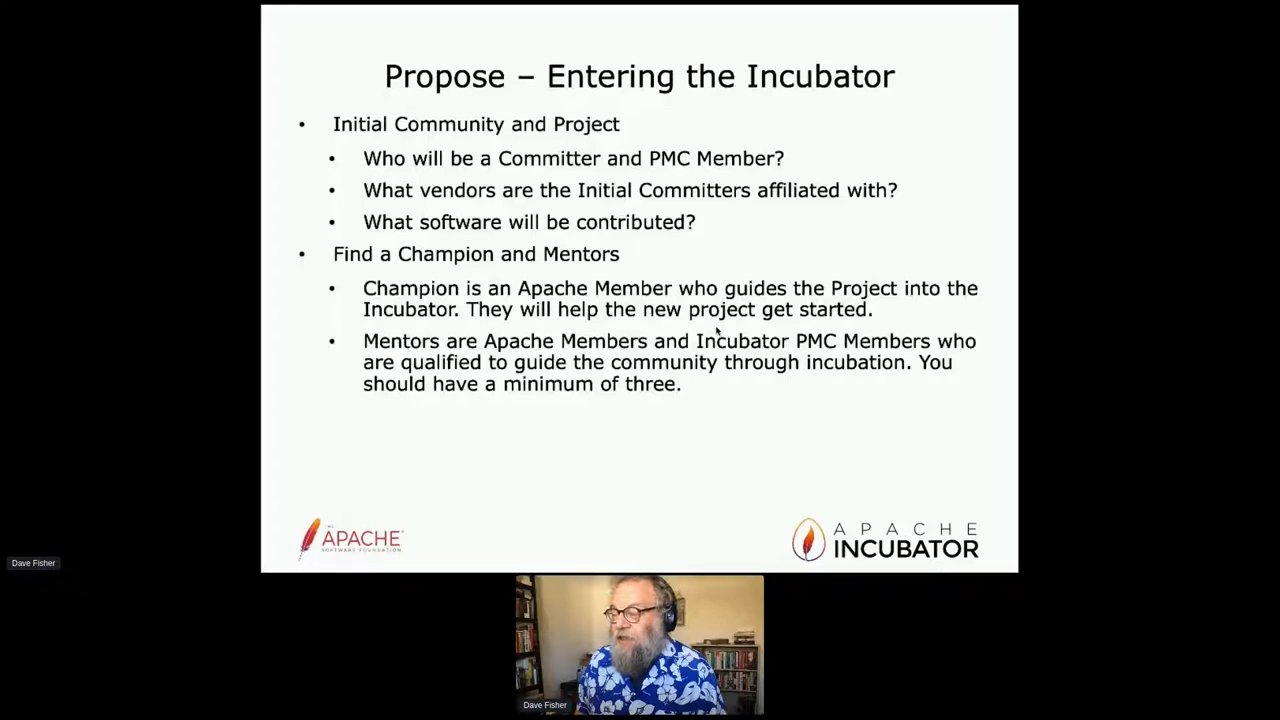 Propose – Entering the Incubator
• Initial Community and Project
• Who will be a Committer and PMC Member?
• What vendors are the Initial Committers affiliated with?
• What software will be contributed?
• Find a Champion and Mentors
• Champion is an Apache Member who guides the Project into the
Incubator. They will help the new project get started.
• Mentors are Apache Members and Incubator PMC Members who
are qualified to guide the community through incubation. You
should have a minimum of three.
THE
APACHE
SOFTWARE FOUNDATION
APACHE
INCUBATOR
Dave Fisher
Dave Fisher